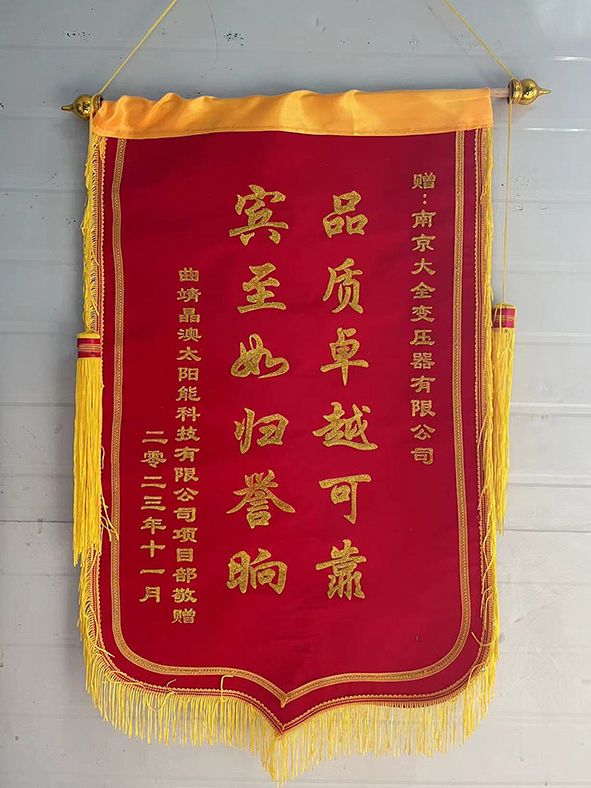 赠：南京大全变压器有限公司
品质卓越可靠
宾至如归誉响
曲靖晶澳太阳能科技有限公司项目部敬赠
二零二三年十一月